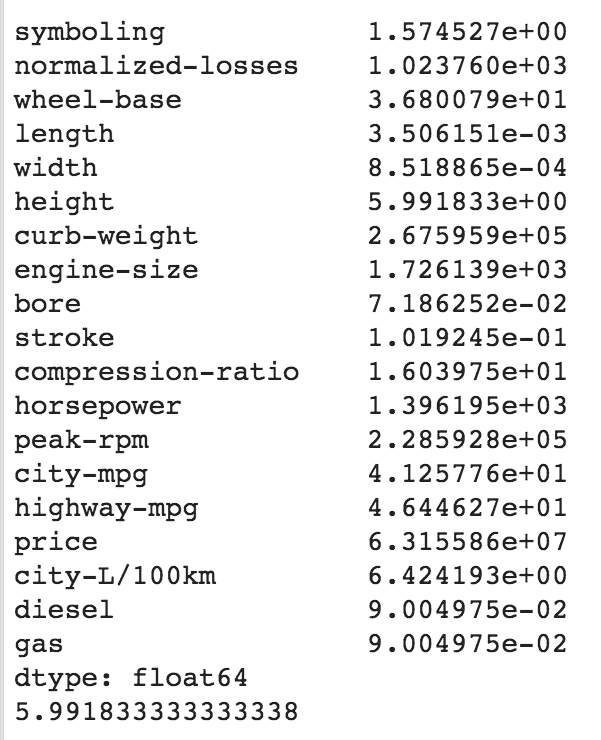 symboling 1.574527e+00
normalized-losses 1.023760e+03
wheel-base 3.680079e+01
length 3.506151e-03
width 8.518865e-04
height 5.991833e+00
curb-weight 2.675959e+05
engine-size 1.726139e+03
bore 7.186252e-02
stroke 1.019245e-01
compression-ratio 1.603975e+01
horsepower 1.396195e+03
peak-rpm 2.285928e+05
city-mpg 4.125776e+01
highway-mpg 4.644627e+01
price 6.315586e+07
city-L/100km 6.424193e+00
diesel 9.004975e-02
gas 9.004975e-02
dtype: float64
5.991833333333338